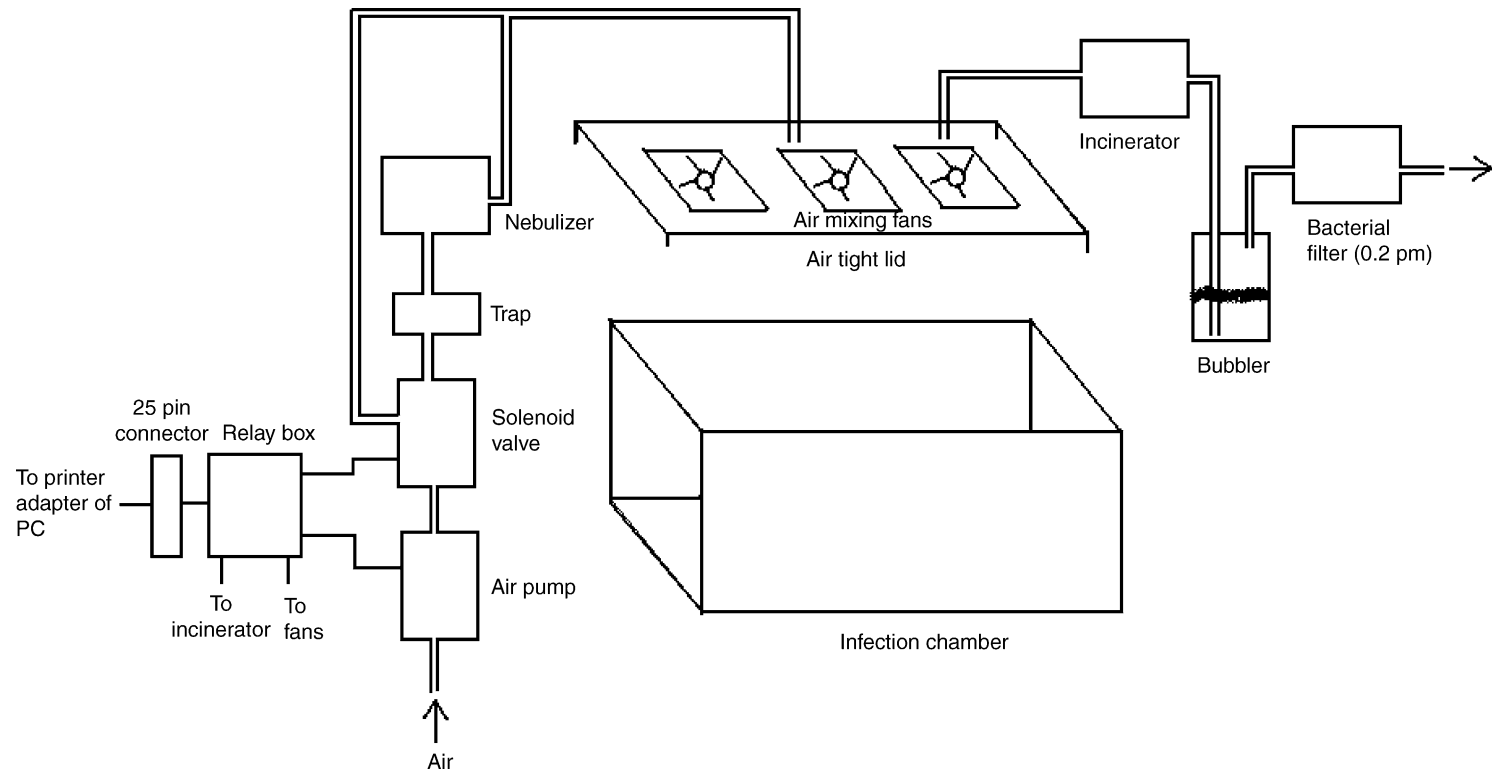 Incinerator
Nebulizer
Air mixing fans
Air tight lid
Bacterial
filter (0.2 pm)
Trap
Bubbler
25 pin
connector
Relay box
Solenoid
valve
To printer
adapter of
PC
Air pump
To
incinerator
To
fans
Infection chamber
Air